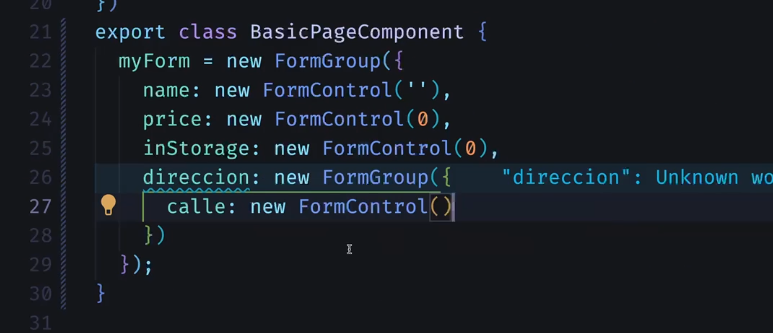 20 })
21 export class BasicPageComponent {
22 myForm = new FormGroup({
23 name: new FormControl(''),
24 price: new FormControl(0),
25 inStorage: new FormControl(0),
26 direccion: new FormGroup({ "direccion": Unknown wo
27 calle: new FormControl()
28 })
29 });
30 }
31